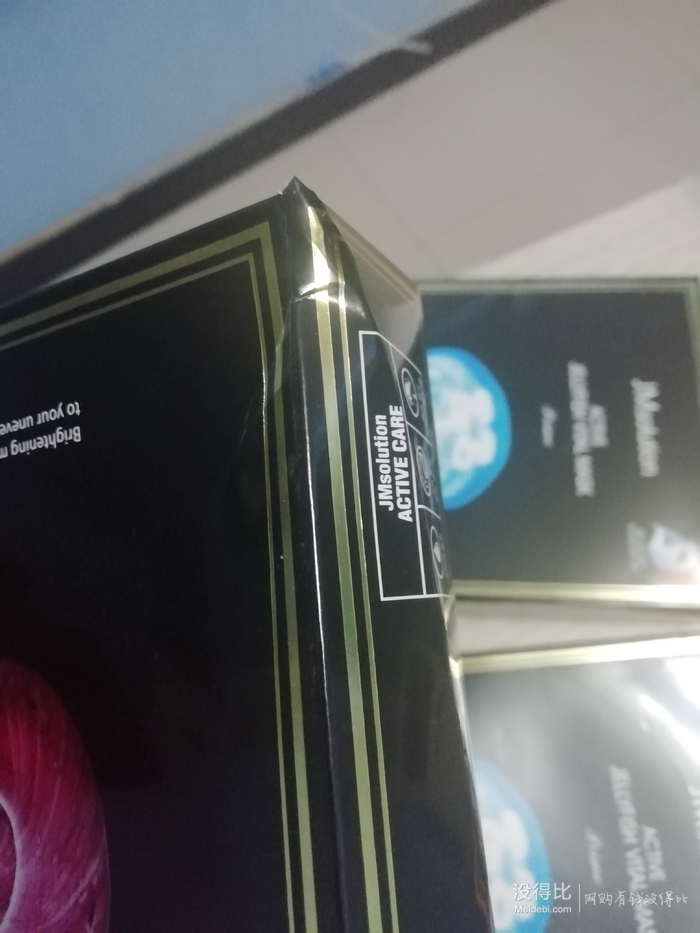 Brightening m
to your uneve
JMsolution
ACTIVE CARE
JMsolution
ACTIVE
JELLYFISH VITAL MASK
ACTIVE
JELLYFISH VITAL MAS
没得比
Meidebi.com
网购有钱没得比